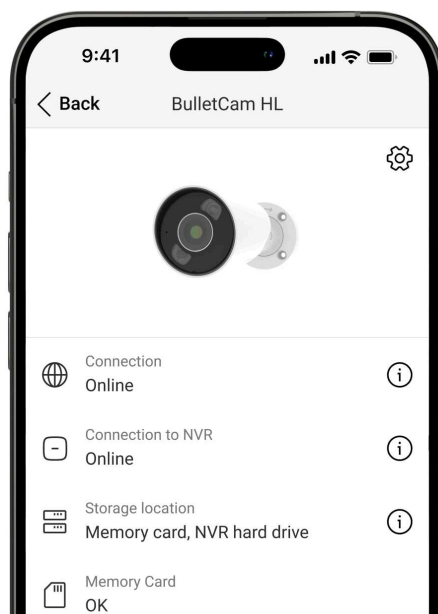 9:41
Back
BulletCam HL
Connection
Online
Connection to NVR
Online
Storage location
Memory card, NVR hard drive
Memory Card
OK